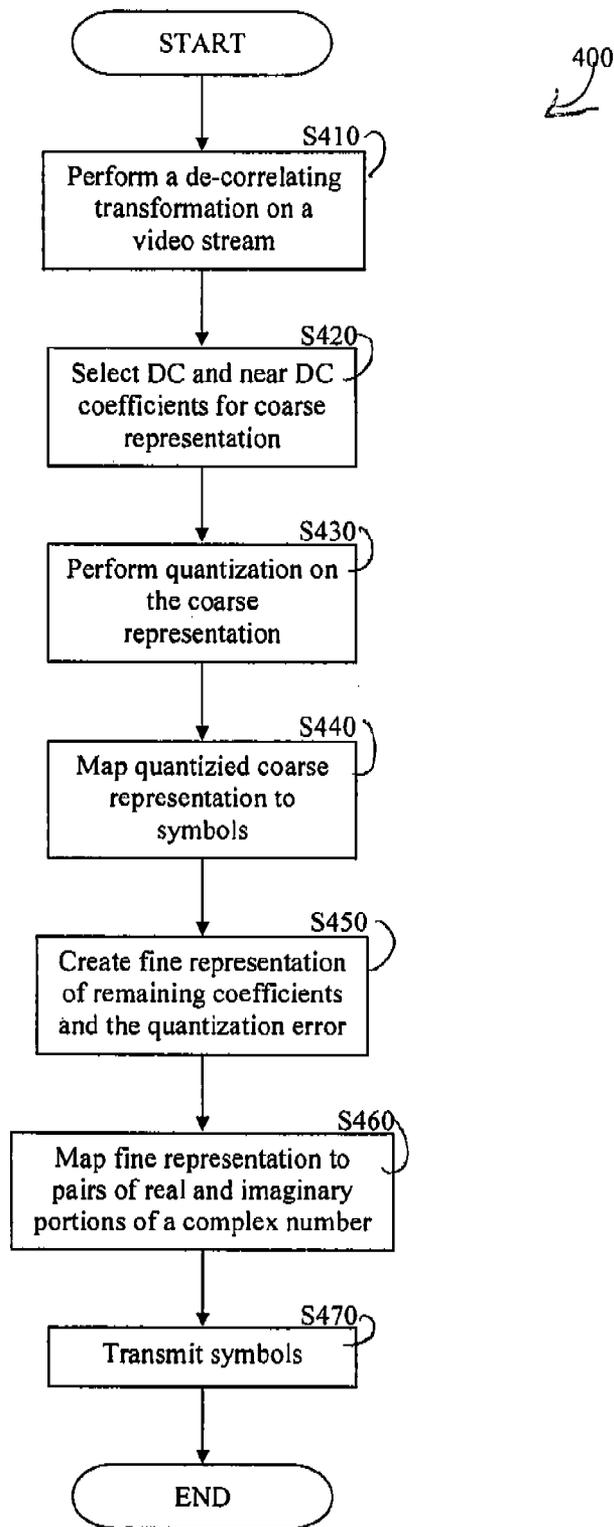 START
400
S410
Perform a de-correlating
transformation on a
video stream
S420
Select DC and near DC
coefficients for coarse
representation
S430
Perform quantization on
the coarse
representation
S440
Map quantizied coarse
representation to
symbols
S450
Create fine representation
of remaining coefficients
and the quantization error
S460
Map fine representation to
pairs of real and imaginary
portions of a complex number
S470
Transmit symbols
END